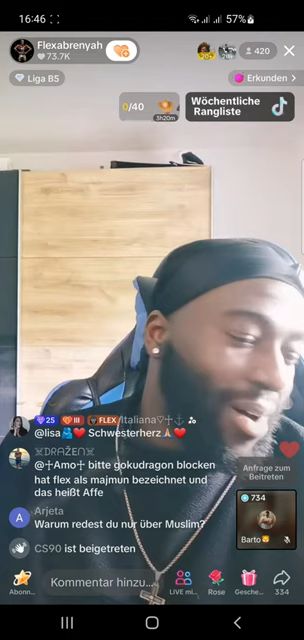 16:46
57%
Flexabrenyah
73.7K
420
Liga B5
Erkunden >
0/40
3h20m
Wöchentliche
Rangliste
25 III FLEX Italiana
@lisa🫂❤️ Schwesterherz🙏❤️
DRAŽEN
@✝Amo✝ bitte gokudragon blocken
hat flex als majmun bezeichnet und
das heißt Affe
Anfrage zum
Beitreten
734
Barto
A
Arjeta
Warum redest du nur über Muslim?
CS90 ist beigetreten
Abonn...
Kommentar hinzu...
LIVE mi...
Rose
Gesche...
334